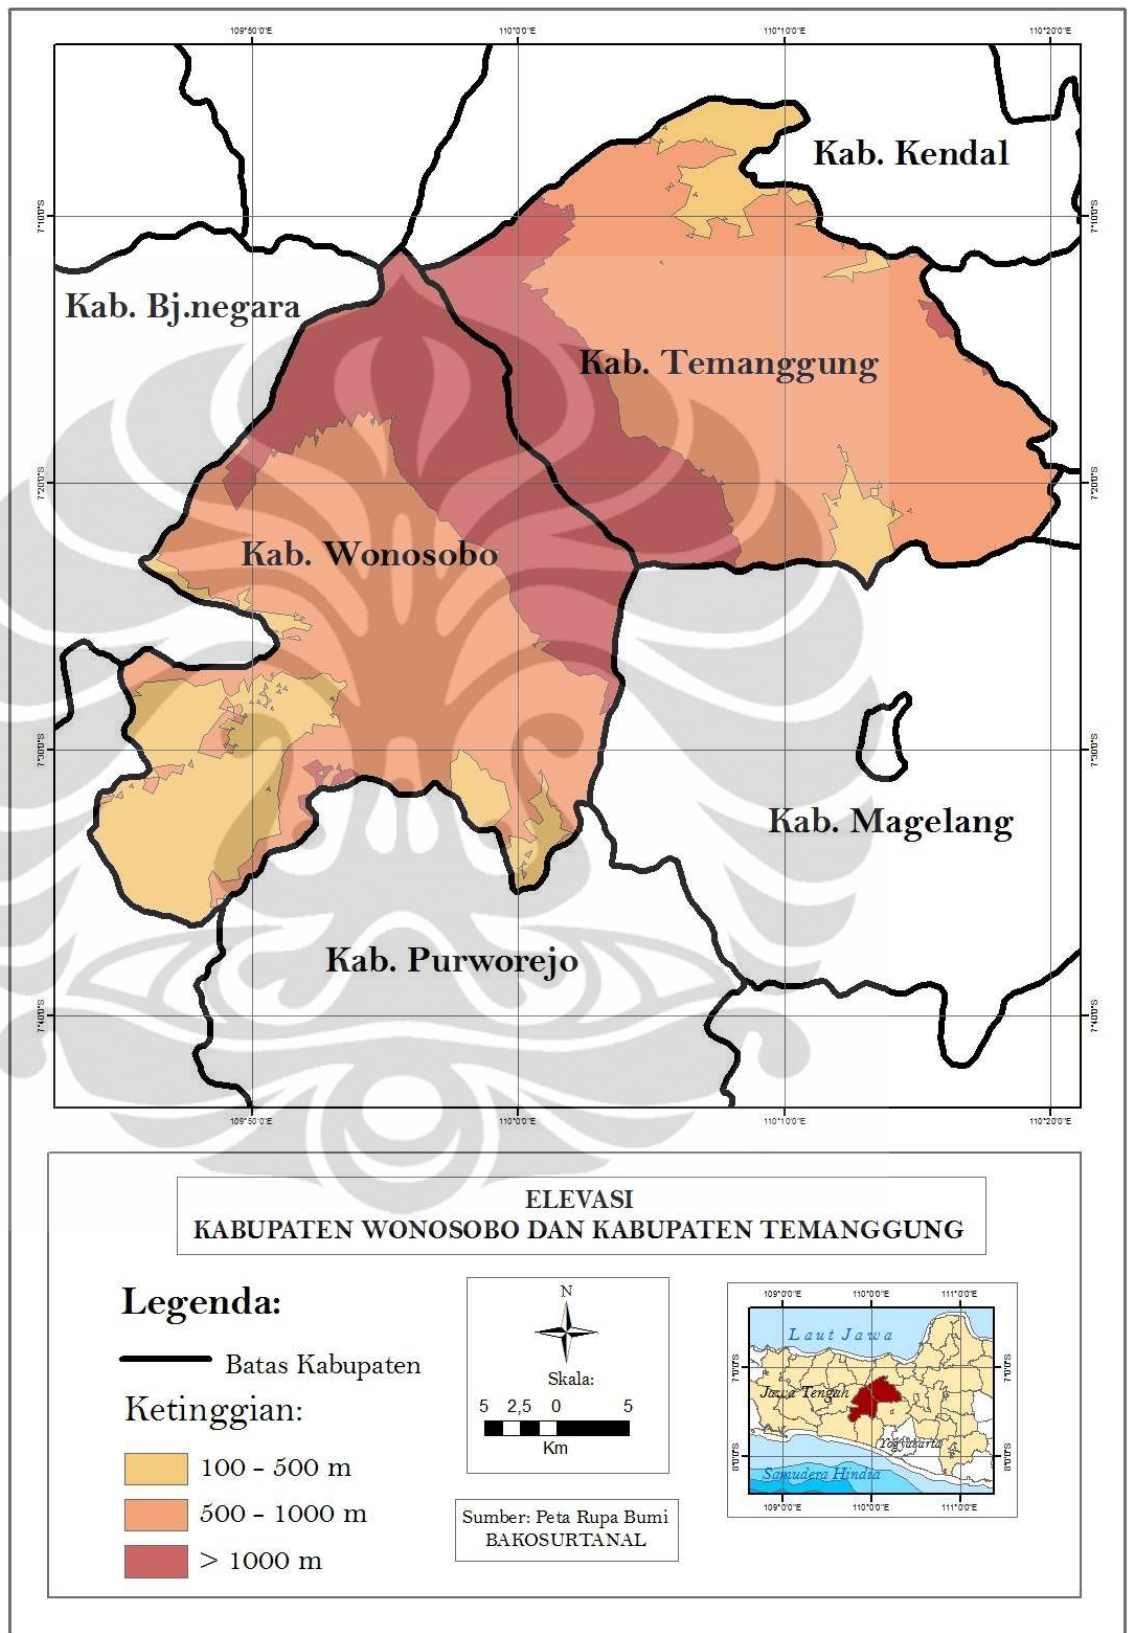 109°50'0"E 110°0'0"E 110°10'0"E 110°20'0"E
Kab. Kendal
7°10'0"S 7°10'0"S
Kab. Bj.negara
Kab. Temanggung
7°20'0"S 7°20'0"S
Kab. Wonosobo
7°30'0"S 7°30'0"S
Kab. Magelang
Kab. Purworejo
7°40'0"S 7°40'0"S
109°50'0"E 110°0'0"E 110°10'0"E 110°20'0"E
ELEVASI
KABUPATEN WONOSOBO DAN KABUPATEN TEMANGGUNG
Legenda:
Batas Kabupaten
Ketinggian:
100 - 500 m
500 - 1000 m
> 1000 m
N
Skala:
5 2,5 0 5
Km
Sumber: Peta Rupa Bumi
BAKOSURTANAL
109°0'0"E 110°0'0"E 111°0'0"E
Laut Jawa
7°0'0"S 7°0'0"S
Jawa Tengah
Yogyakarta
8°0'0"S 8°0'0"S
Samudera Hindia
109°0'0"E 110°0'0"E 111°0'0"E